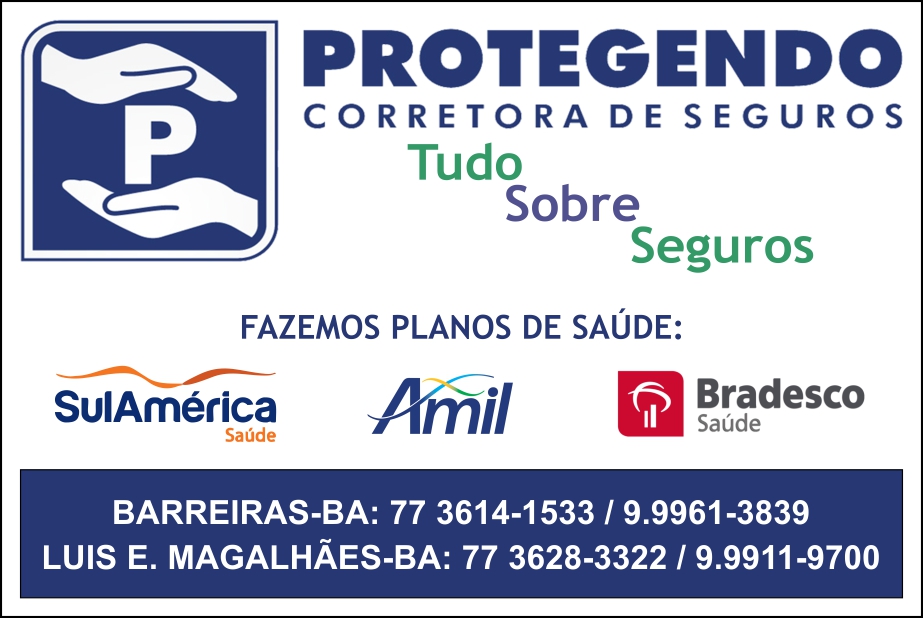 P
PROTEGENDO
CORRETORA DE SEGUROS
Tudo
Sobre
Seguros
FAZEMOS PLANOS DE SAÚDE:
SulAmérica
Saúde
Amil
Bradesco
Saúde
BARREIRAS-BA: 77 3614-1533 / 9.9961-3839
LUIS E. MAGALHÃES-BA: 77 3628-3322 / 9.9911-9700